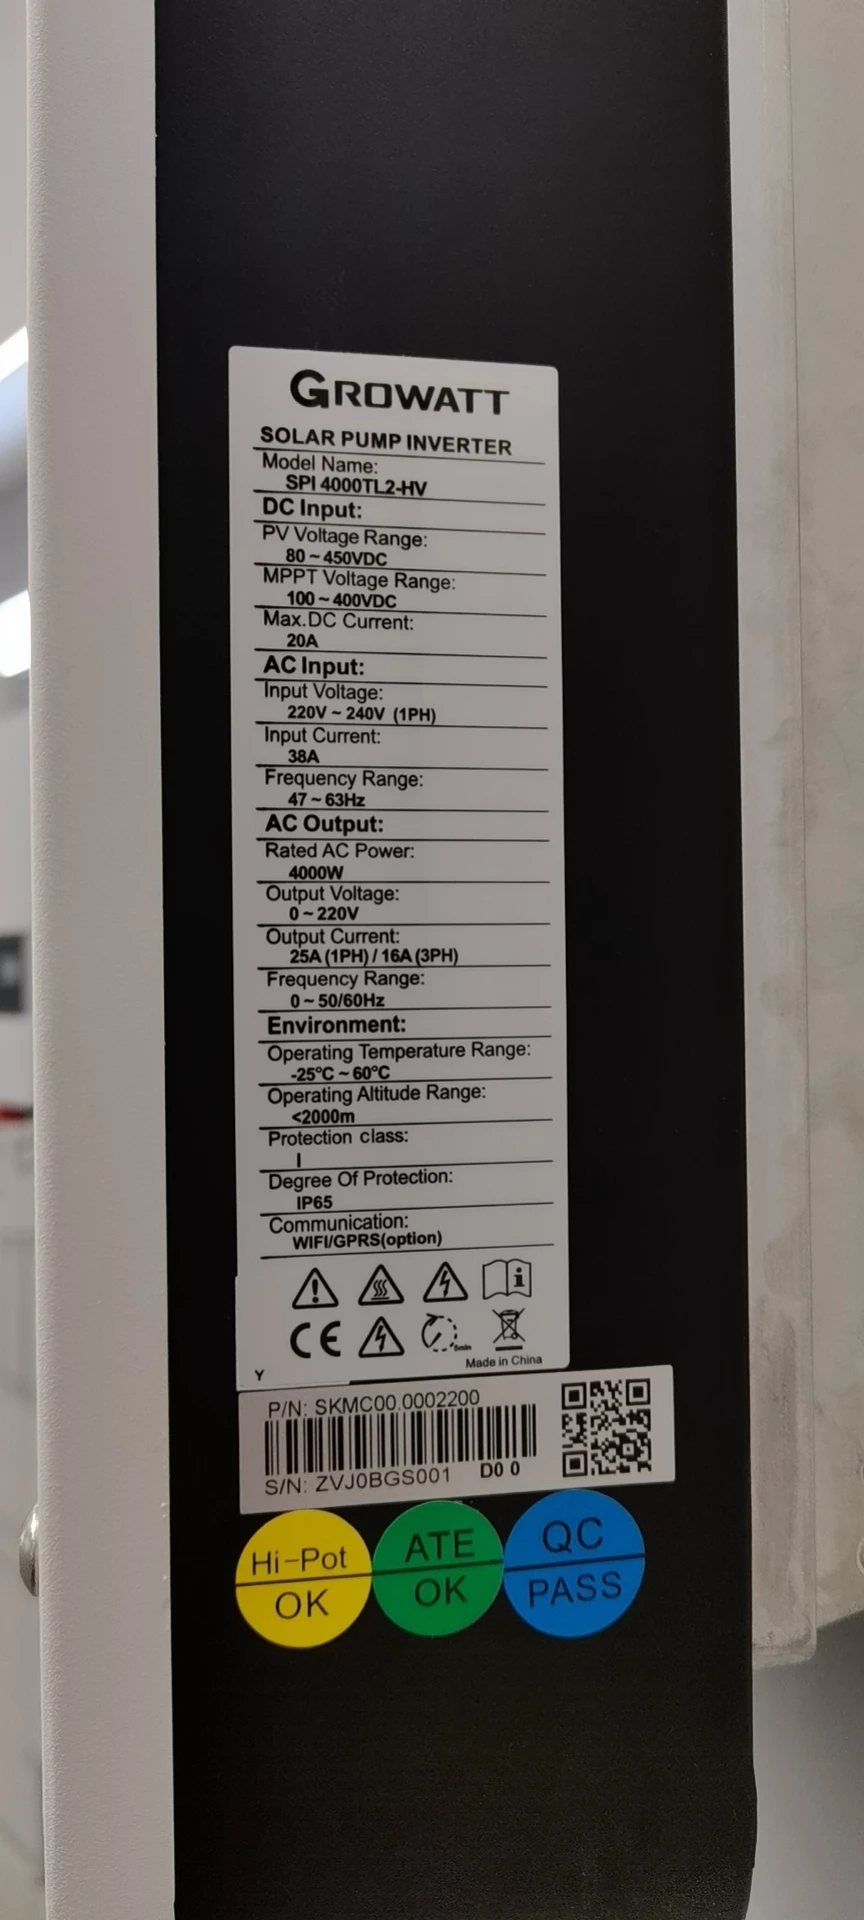 GROWATT
SOLAR PUMP INVERTER
Model Name:
SPI 4000TL2-HV
DC Input:
PV Voltage Range:
80 ~ 450VDC
MPPT Voltage Range:
100 ~ 400VDC
Max.DC Current:
20A
AC Input:
Input Voltage:
220V ~ 240V (1PH)
Input Current:
38A
Frequency Range:
47 ~ 63Hz
AC Output:
Rated AC Power:
4000W
Output Voltage:
0 ~ 220V
Output Current:
25A (1PH) / 16A (3PH)
Frequency Range:
0 ~ 50/60Hz
Environment:
Operating Temperature Range:
-25°C ~ 60°C
Operating Altitude Range:
<2000m
Protection class:
I
Degree Of Protection:
IP65
Communication:
WIFI/GPRS(option)
CE
5min
Made in China
Y
P/N: SKMC00.0002200
S/N: ZVJ0BGS001 D0 0
Hi-Pot
OK
ATE
OK
QC
PASS